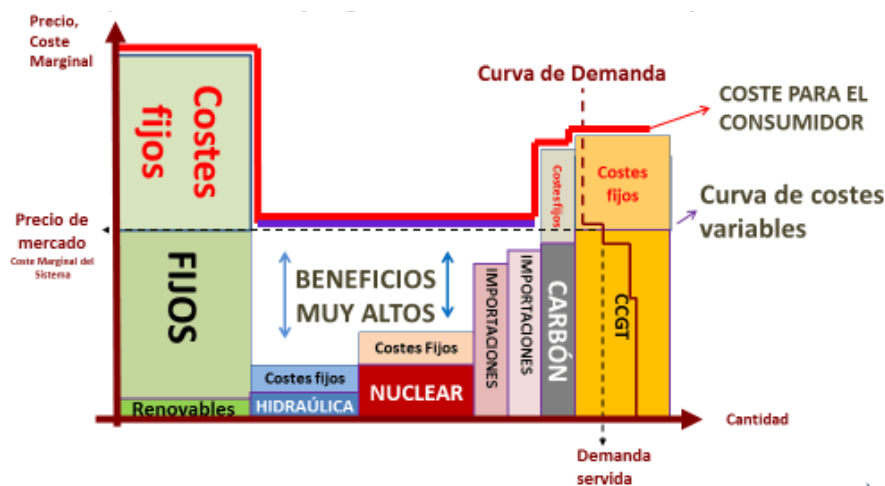 Precio,
Coste
Marginal
Curva de Demanda
COSTE PARA EL
CONSUMIDOR
Costes
fijos
Costes fijos
Costes
fijos
Precio de
mercado
Coste Marginal del
Sistema
Curva de costes
variables
FIJOS
BENEFICIOS
MUY ALTOS
IMPORTACIONES
IMPORTACIONES
CARBÓN
CCGT
Costes Fijos
Costes fijos
NUCLEAR
Renovables
HIDRAÚLICA
Cantidad
Demanda
servida